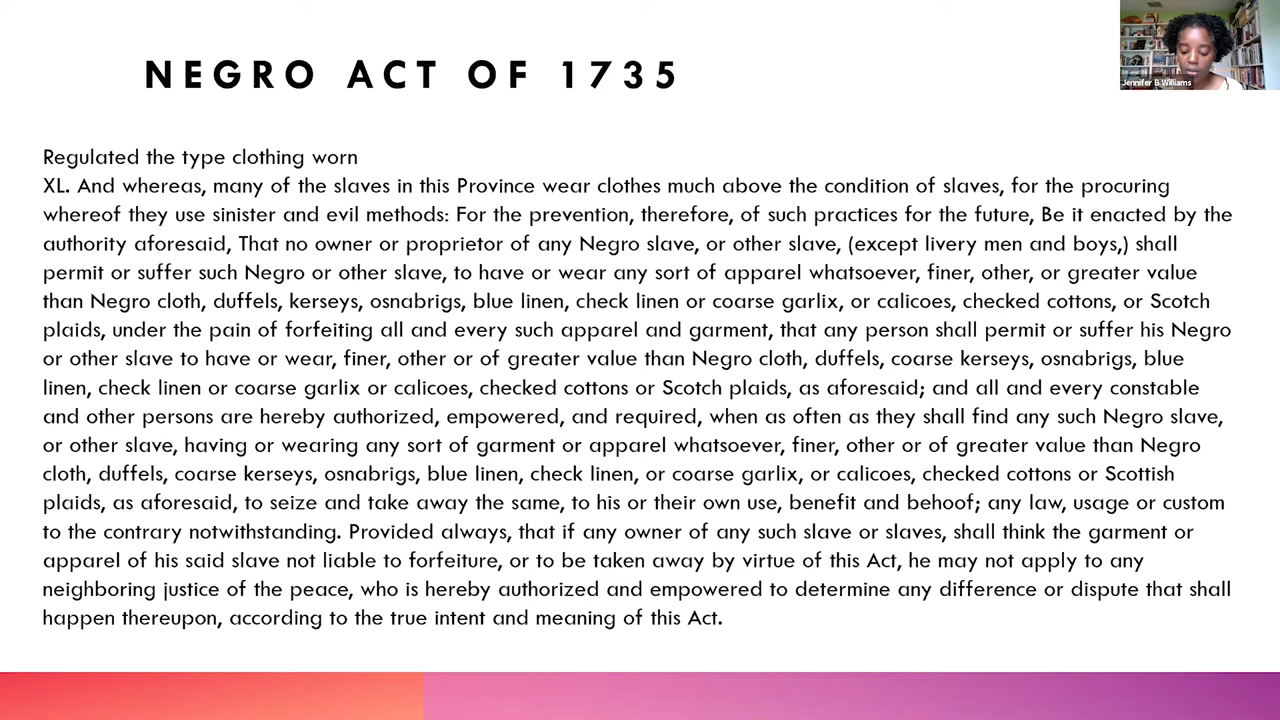 NEGRO ACT OF 1735
Jennifer B Williams
Regulated the type clothing worn
XL. And whereas, many of the slaves in this Province wear clothes much above the condition of slaves, for the procuring
whereof they use sinister and evil methods: For the prevention, therefore, of such practices for the future, Be it enacted by the
authority aforesaid, That no owner or proprietor of any Negro slave, or other slave, (except livery men and boys,) shall
permit or suffer such Negro or other slave, to have or wear any sort of apparel whatsoever, finer, other, or greater value
than Negro cloth, duffels, kerseys, osnabrigs, blue linen, check linen or coarse garlix, or calicoes, checked cottons, or Scotch
plaids, under the pain of forfeiting all and every such apparel and garment, that any person shall permit or suffer his Negro
or other slave to have or wear, finer, other or of greater value than Negro cloth, duffels, coarse kerseys, osnabrigs, blue
linen, check linen or coarse garlix or calicoes, checked cottons or Scotch plaids, as aforesaid; and all and every constable
and other persons are hereby authorized, empowered, and required, when as often as they shall find any such Negro slave,
or other slave, having or wearing any sort of garment or apparel whatsoever, finer, other or of greater value than Negro
cloth, duffels, coarse kerseys, osnabrigs, blue linen, check linen, or coarse garlix, or calicoes, checked cottons or Scottish
plaids, as aforesaid, to seize and take away the same, to his or their own use, benefit and behoof; any law, usage or custom
to the contrary notwithstanding. Provided always, that if any owner of any such slave or slaves, shall think the garment or
apparel of his said slave not liable to forfeiture, or to be taken away by virtue of this Act, he may not apply to any
neighboring justice of the peace, who is hereby authorized and empowered to determine any difference or dispute that shall
happen thereupon, according to the true intent and meaning of this Act.